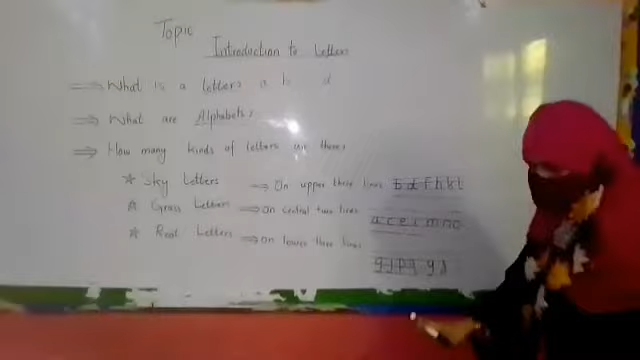 Topic
Introduction to Letters
⇒ What is a letters a b d
⇒ What are Alphabets?
⇒ How many kinds of letters are there?
* Sky Letters ⇒ On upper three lines b d f h k l
* Grass Letters ⇒ on central two lines a c e i m n o
* Root Letters ⇒ on lower three lines
g j p q y